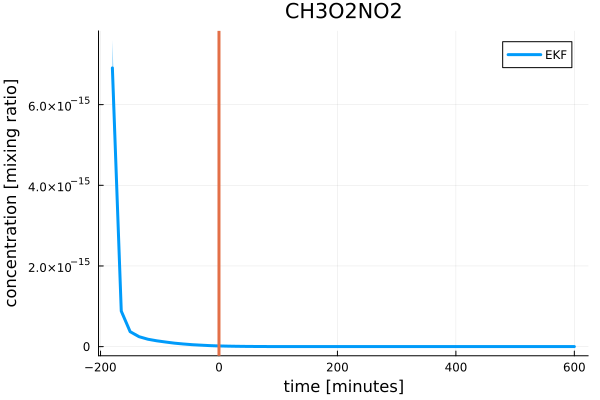 CH3O2NO2
EKF
concentration [mixing ratio]
6.0×10⁻¹⁵
4.0×10⁻¹⁵
2.0×10⁻¹⁵
0
−200 0 200 400 600
time [minutes]